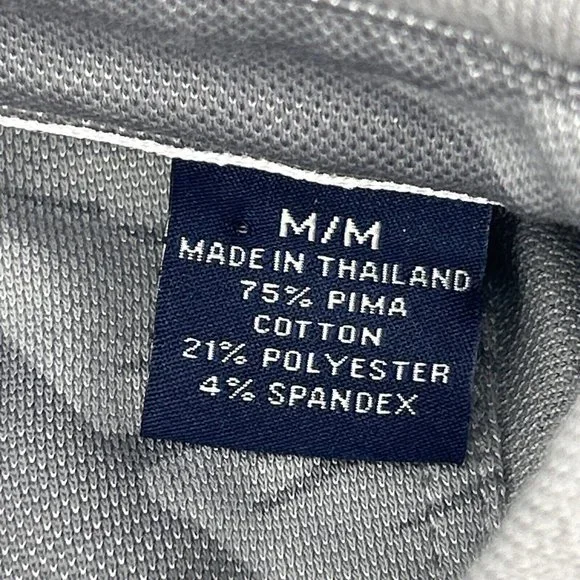 M/M
MADE IN THAILAND
75% PIMA
COTTON
21% POLYESTER
4% SPANDEX